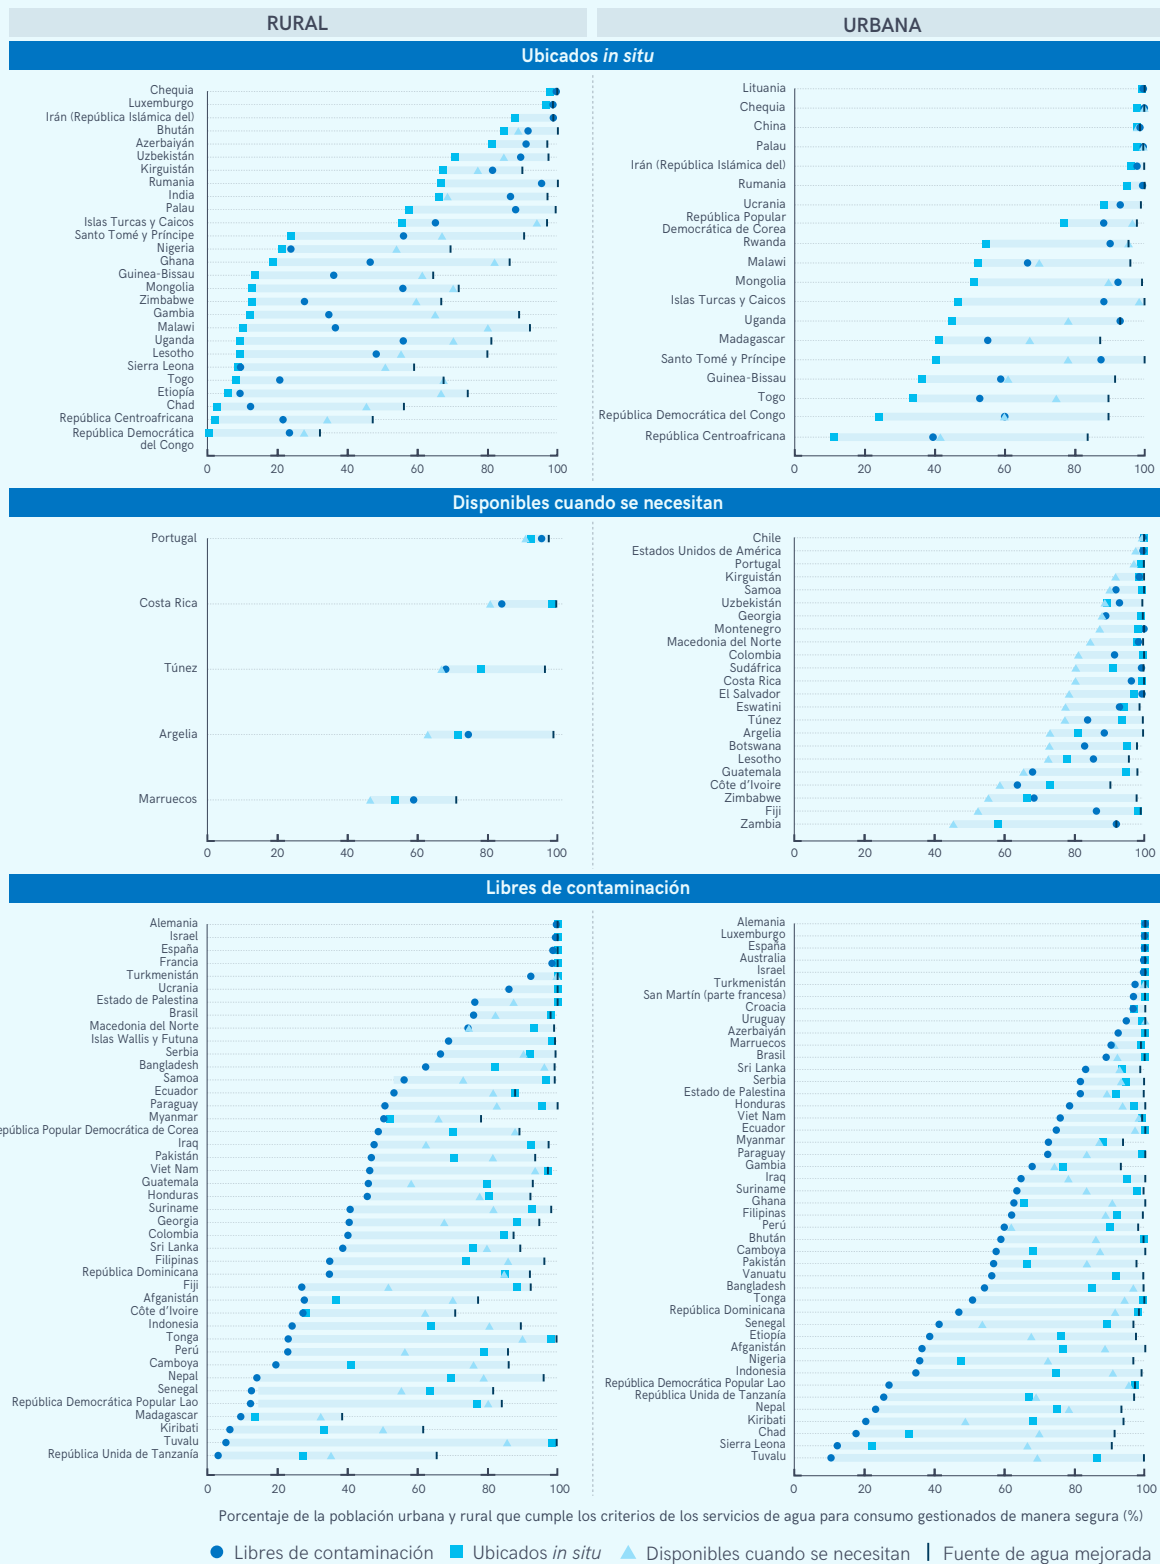 RURAL
URBANA
Ubicados in situ
Chequia
Luxemburgo
Irán (República Islámica del)
Bhután
Azerbaiyán
Uzbekistán
Kirguistán
Rumania
India
Palau
Islas Turcas y Caicos
Santo Tomé y Príncipe
Nigeria
Ghana
Guinea-Bissau
Mongolia
Zimbabwe
Gambia
Malawi
Uganda
Lesotho
Sierra Leona
Togo
Etiopía
Chad
República Centroafricana
República Democrática
del Congo
0 20 40 60 80 100
Lituania
Chequia
China
Palau
Irán (República Islámica del)
Rumania
Ucrania
República Popular
Democrática de Corea
Rwanda
Malawi
Mongolia
Islas Turcas y Caicos
Uganda
Madagascar
Santo Tomé y Príncipe
Guinea-Bissau
Togo
República Democrática del Congo
República Centroafricana
0 20 40 60 80 100
Disponibles cuando se necesitan
Portugal
Costa Rica
Túnez
Argelia
Marruecos
0 20 40 60 80 100
Chile
Estados Unidos de América
Portugal
Kirguistán
Samoa
Uzbekistán
Georgia
Montenegro
Macedonia del Norte
Colombia
Sudáfrica
Costa Rica
El Salvador
Eswatini
Túnez
Argelia
Botswana
Lesotho
Guatemala
Côte d'Ivoire
Zimbabwe
Fiji
Zambia
0 20 40 60 80 100
Libres de contaminación
Alemania
Israel
España
Francia
Turkmenistán
Ucrania
Estado de Palestina
Brasil
Macedonia del Norte
Islas Wallis y Futuna
Serbia
Bangladesh
Samoa
Ecuador
Paraguay
Myanmar
epública Popular Democrática de Corea
Iraq
Pakistán
Viet Nam
Guatemala
Honduras
Suriname
Georgia
Colombia
Sri Lanka
Filipinas
República Dominicana
Fiji
Afganistán
Côte d'Ivoire
Indonesia
Tonga
Perú
Camboya
Nepal
Senegal
República Democrática Popular Lao
Madagascar
Kiribati
Tuvalu
República Unida de Tanzanía
0 20 40 60 80 100
Alemania
Luxemburgo
España
Australia
Israel
Turkmenistán
San Martín (parte francesa)
Croacia
Uruguay
Azerbaiyán
Marruecos
Brasil
Sri Lanka
Serbia
Estado de Palestina
Honduras
Viet Nam
Ecuador
Myanmar
Paraguay
Gambia
Iraq
Suriname
Ghana
Filipinas
Perú
Bhután
Camboya
Pakistán
Vanuatu
Bangladesh
Tonga
República Dominicana
Senegal
Etiopía
Afganistán
Nigeria
Indonesia
República Democrática Popular Lao
República Unida de Tanzanía
Nepal
Kiribati
Chad
Sierra Leona
Tuvalu
0 20 40 60 80 100
Porcentaje de la población urbana y rural que cumple los criterios de los servicios de agua para consumo gestionados de manera segura (%)
Libres de contaminación Ubicados in situ Disponibles cuando se necesitan Fuente de agua mejorada